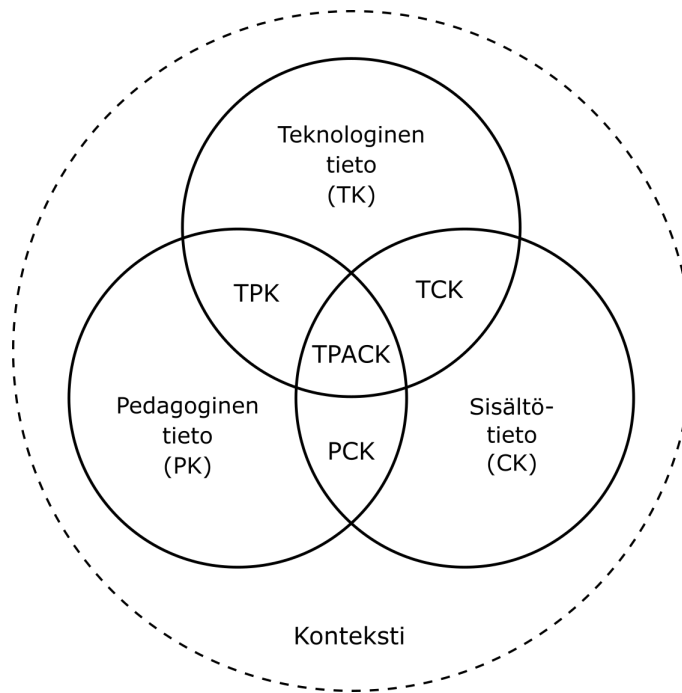 Teknologinen
tieto
(TK)
TPK
TCK
TPACK
Pedagoginen
tieto
(PK)
Sisältö-
tieto
(CK)
PCK
Konteksti